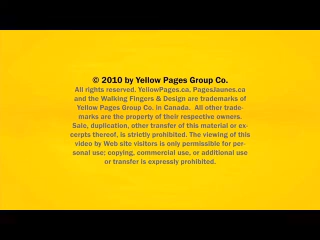 © 2010 by Yellow Pages Group Co.
All rights reserved. YellowPages.ca, PagesJaunes.ca
and the Walking Fingers & Design are trademarks of
Yellow Pages Group Co. in Canada. All other trade-
marks are the property of their respective owners.
Sale, duplication, other transfer of this material or ex-
cerpts thereof, is strictly prohibited. The viewing of this
video by Web site visitors is only permissible for per-
sonal use; copying, commercial use, or additional use
or transfer is expressly prohibited.